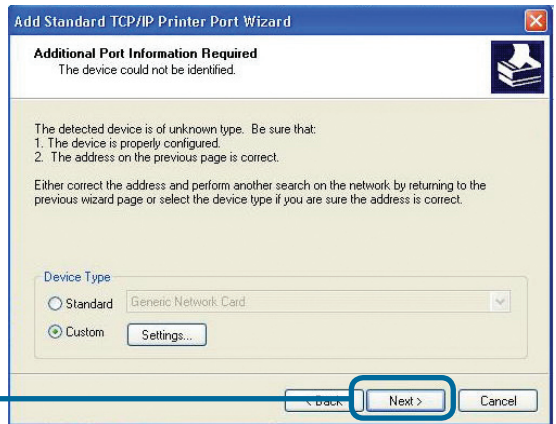 Add Standard TCP/IP Printer Port Wizard
Additional Port Information Required
The device could not be identified.
The detected device is of unknown type. Be sure that:
1. The device is properly configured.
2. The address on the previous page is correct.
Either correct the address and perform another search on the network by returning to the
previous wizard page or select the device type if you are sure the address is correct.
Device Type
Standard
Generic Network Card
Custom
Settings...
< Back
Next >
Cancel